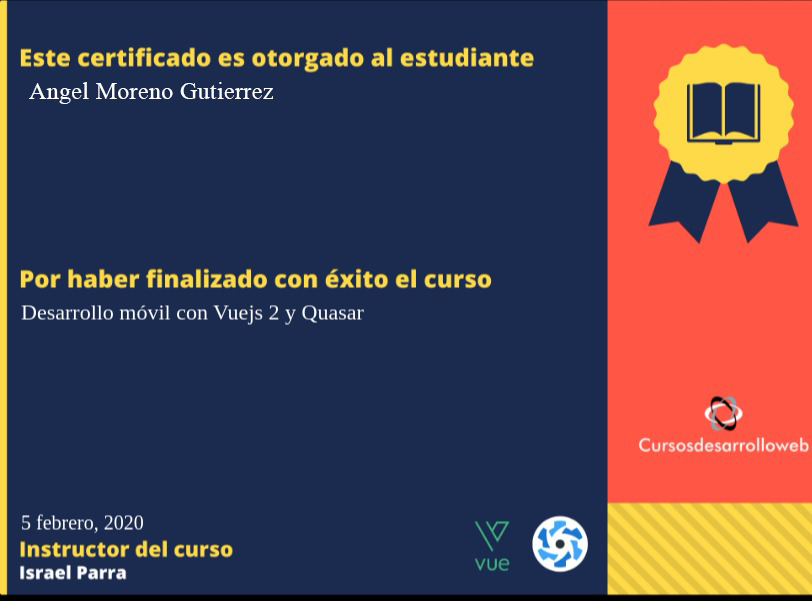 Este certificado es otorgado al estudiante
Angel Moreno Gutierrez
Por haber finalizado con éxito el curso
Desarrollo móvil con Vuejs 2 y Quasar
Cursosdesarrolloweb
5 febrero, 2020
Instructor del curso
Israel Parra
vue